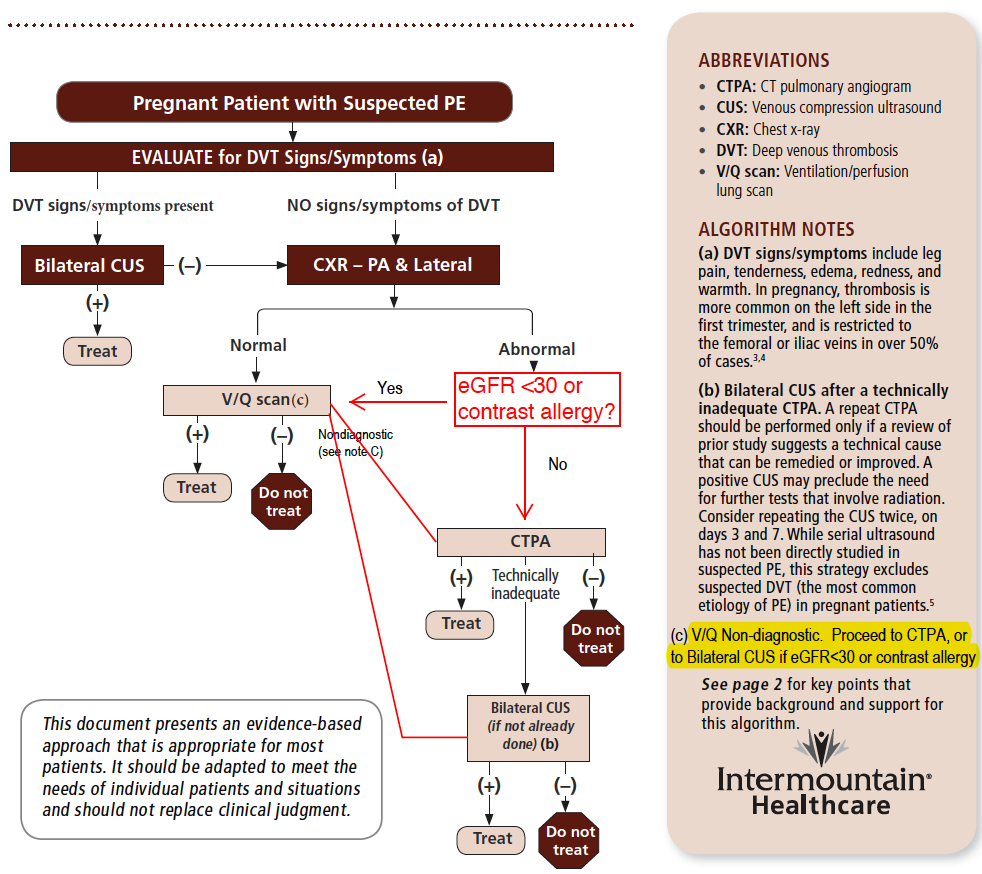 Pregnant Patient with Suspected PE
EVALUATE for DVT Signs/Symptoms (a)
DVT signs/symptoms present
NO signs/symptoms of DVT
Bilateral CUS
(–)
CXR – PA & Lateral
(+)
Treat
Normal
Abnormal
eGFR <30 or
contrast allergy?
Yes
No
V/Q scan(c)
(+)
(–)
Nondiagnostic
(see note C)
Treat
Do not
treat
CTPA
(+)
Technically
inadequate
(–)
Treat
Do not
treat
Bilateral CUS
(if not already
done) (b)
(+)
(–)
Treat
Do not
treat
This document presents an evidence-based
approach that is appropriate for most
patients. It should be adapted to meet the
needs of individual patients and situations
and should not replace clinical judgment.
ABBREVIATIONS
• CTPA: CT pulmonary angiogram
• CUS: Venous compression ultrasound
• CXR: Chest x-ray
• DVT: Deep venous thrombosis
• V/Q scan: Ventilation/perfusion
lung scan
ALGORITHM NOTES
(a) DVT signs/symptoms include leg
pain, tenderness, edema, redness, and
warmth. In pregnancy, thrombosis is
more common on the left side in the
first trimester, and is restricted to
the femoral or iliac veins in over 50%
of cases.3,4
(b) Bilateral CUS after a technically
inadequate CTPA. A repeat CTPA
should be performed only if a review of
prior study suggests a technical cause
that can be remedied or improved. A
positive CUS may preclude the need
for further tests that involve radiation.
Consider repeating the CUS twice, on
days 3 and 7. While serial ultrasound
has not been directly studied in
suspected PE, this strategy excludes
suspected DVT (the most common
etiology of PE) in pregnant patients.5
(c) V/Q Non-diagnostic. Proceed to CTPA, or
to Bilateral CUS if eGFR<30 or contrast allergy
See page 2 for key points that
provide background and support for
this algorithm.
Intermountain®
Healthcare